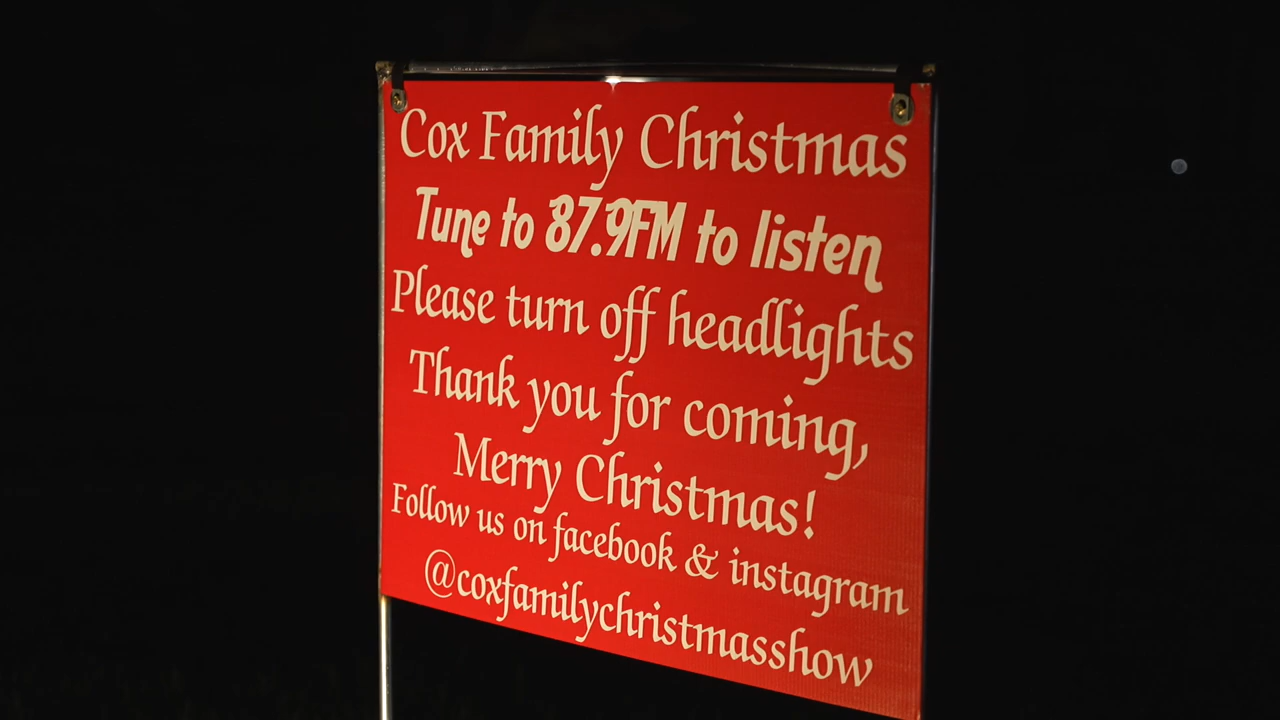 Cox Family Christmas
Tune to 87.9FM to listen
Please turn off headlights
Thank you for coming,
Merry Christmas!
Follow us on facebook & instagram
@coxfamilychristmasshow